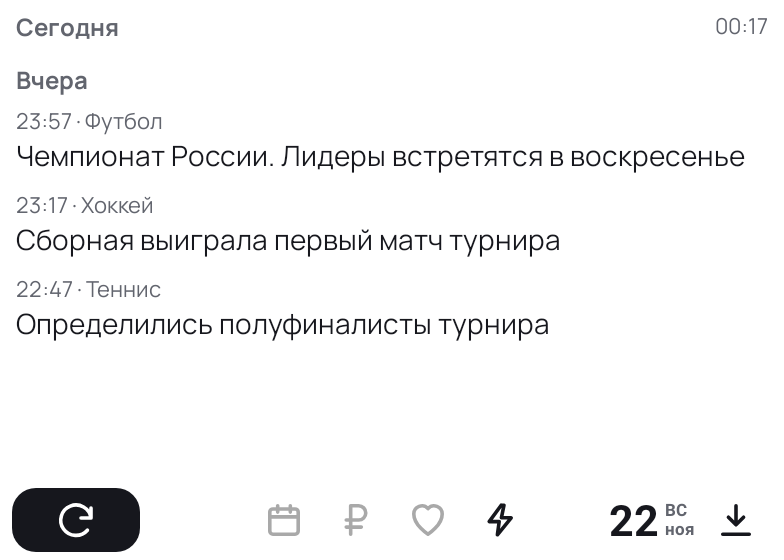 Сегодня 00:17
Вчера
23:57 · Футбол
Чемпионат России. Лидеры встретятся в воскресенье
23:17 · Хоккей
Сборная выиграла первый матч турнира
22:47 · Теннис
Определились полуфиналисты турнира
22 ВС
ноя